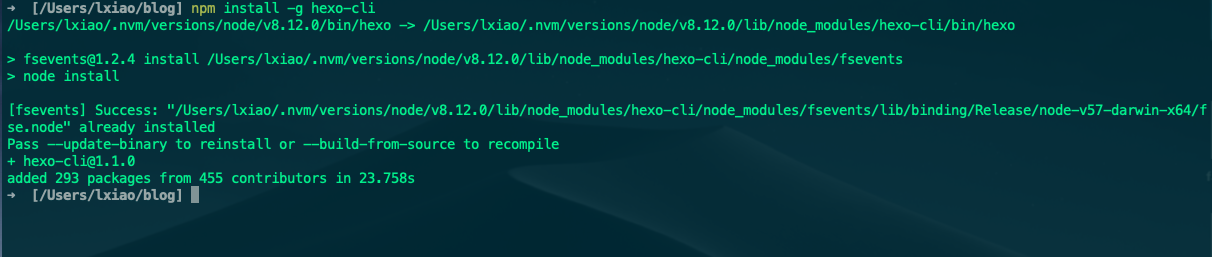 → [/Users/lxiao/blog] npm install -g hexo-cli
/Users/lxiao/.nvm/versions/node/v8.12.0/bin/hexo -> /Users/lxiao/.nvm/versions/node/v8.12.0/lib/node_modules/hexo-cli/bin/hexo
> fsevents@1.2.4 install /Users/lxiao/.nvm/versions/node/v8.12.0/lib/node_modules/hexo-cli/node_modules/fsevents
> node install
[fsevents] Success: "/Users/lxiao/.nvm/versions/node/v8.12.0/lib/node_modules/hexo-cli/node_modules/fsevents/lib/binding/Release/node-v57-darwin-x64/f
se.node" already installed
Pass --update-binary to reinstall or --build-from-source to recompile
+ hexo-cli@1.1.0
added 293 packages from 455 contributors in 23.758s
→ [/Users/lxiao/blog]